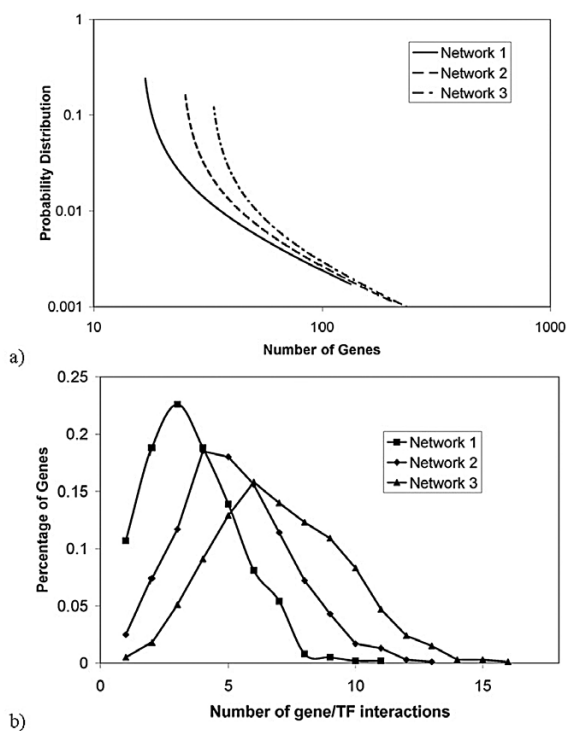 1
0.1
0.01
0.001
Probability Distribution
10
100
1000
Number of Genes
Network 1
Network 2
Network 3
a)
0.25
0.2
0.15
0.1
0.05
0
Percentage of Genes
0
5
10
15
Number of gene/TF interactions
Network 1
Network 2
Network 3
b)